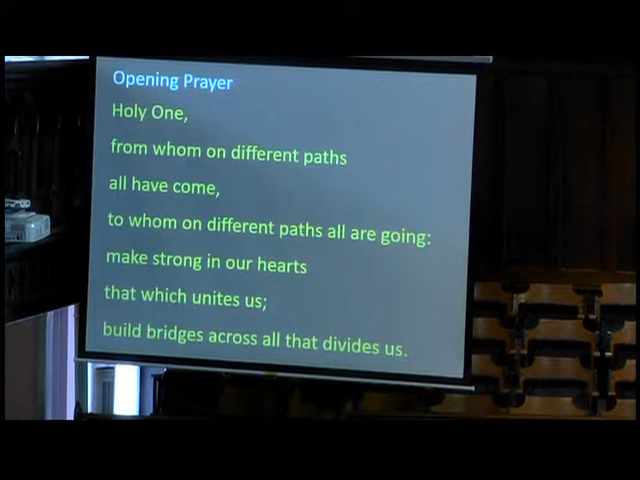 Opening Prayer
Holy One,
from whom on different paths
all have come,
to whom on different paths all are going:
make strong in our hearts
that which unites us;
build bridges across all that divides us.